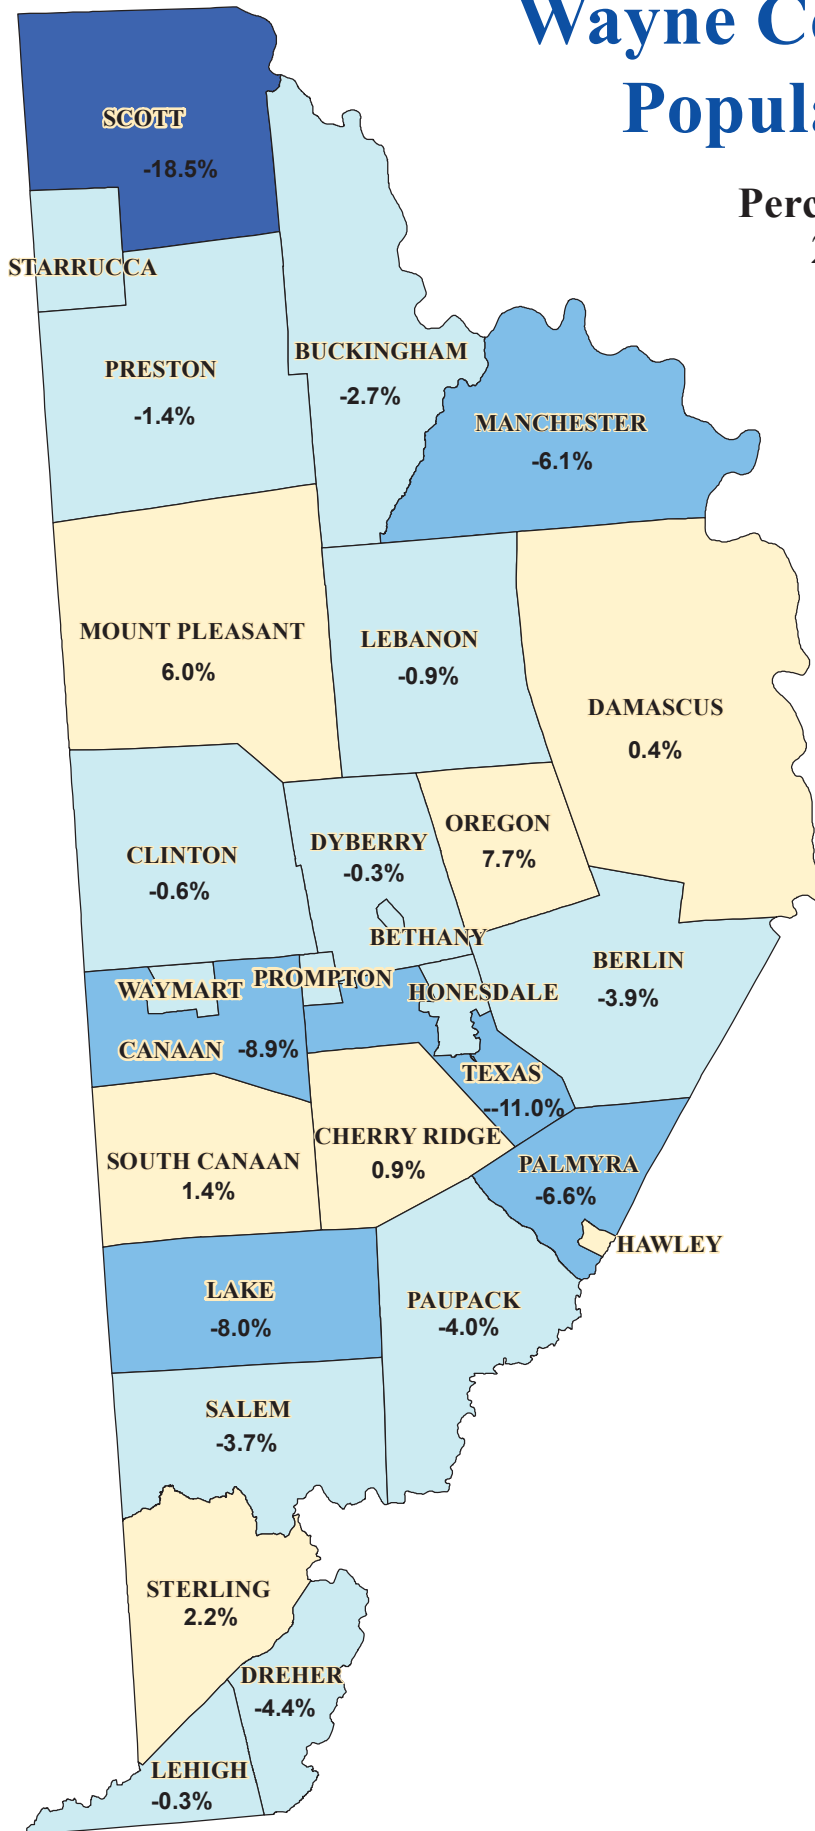 Wayne Co
Popula
Perc
2
SCOTT
-18.5%
STARRUCCA
BUCKINGHAM
-2.7%
PRESTON
-1.4%
MANCHESTER
-6.1%
MOUNT PLEASANT
6.0%
LEBANON
-0.9%
DAMASCUS
0.4%
OREGON
7.7%
DYBERRY
-0.3%
CLINTON
-0.6%
BETHANY
BERLIN
-3.9%
PROMPTON
WAYMART
HONESDALE
CANAAN -8.9%
TEXAS
--11.0%
CHERRY RIDGE
0.9%
SOUTH CANAAN
1.4%
PALMYRA
-6.6%
HAWLEY
LAKE
-8.0%
PAUPACK
-4.0%
SALEM
-3.7%
STERLING
2.2%
DREHER
-4.4%
LEHIGH
-0.3%